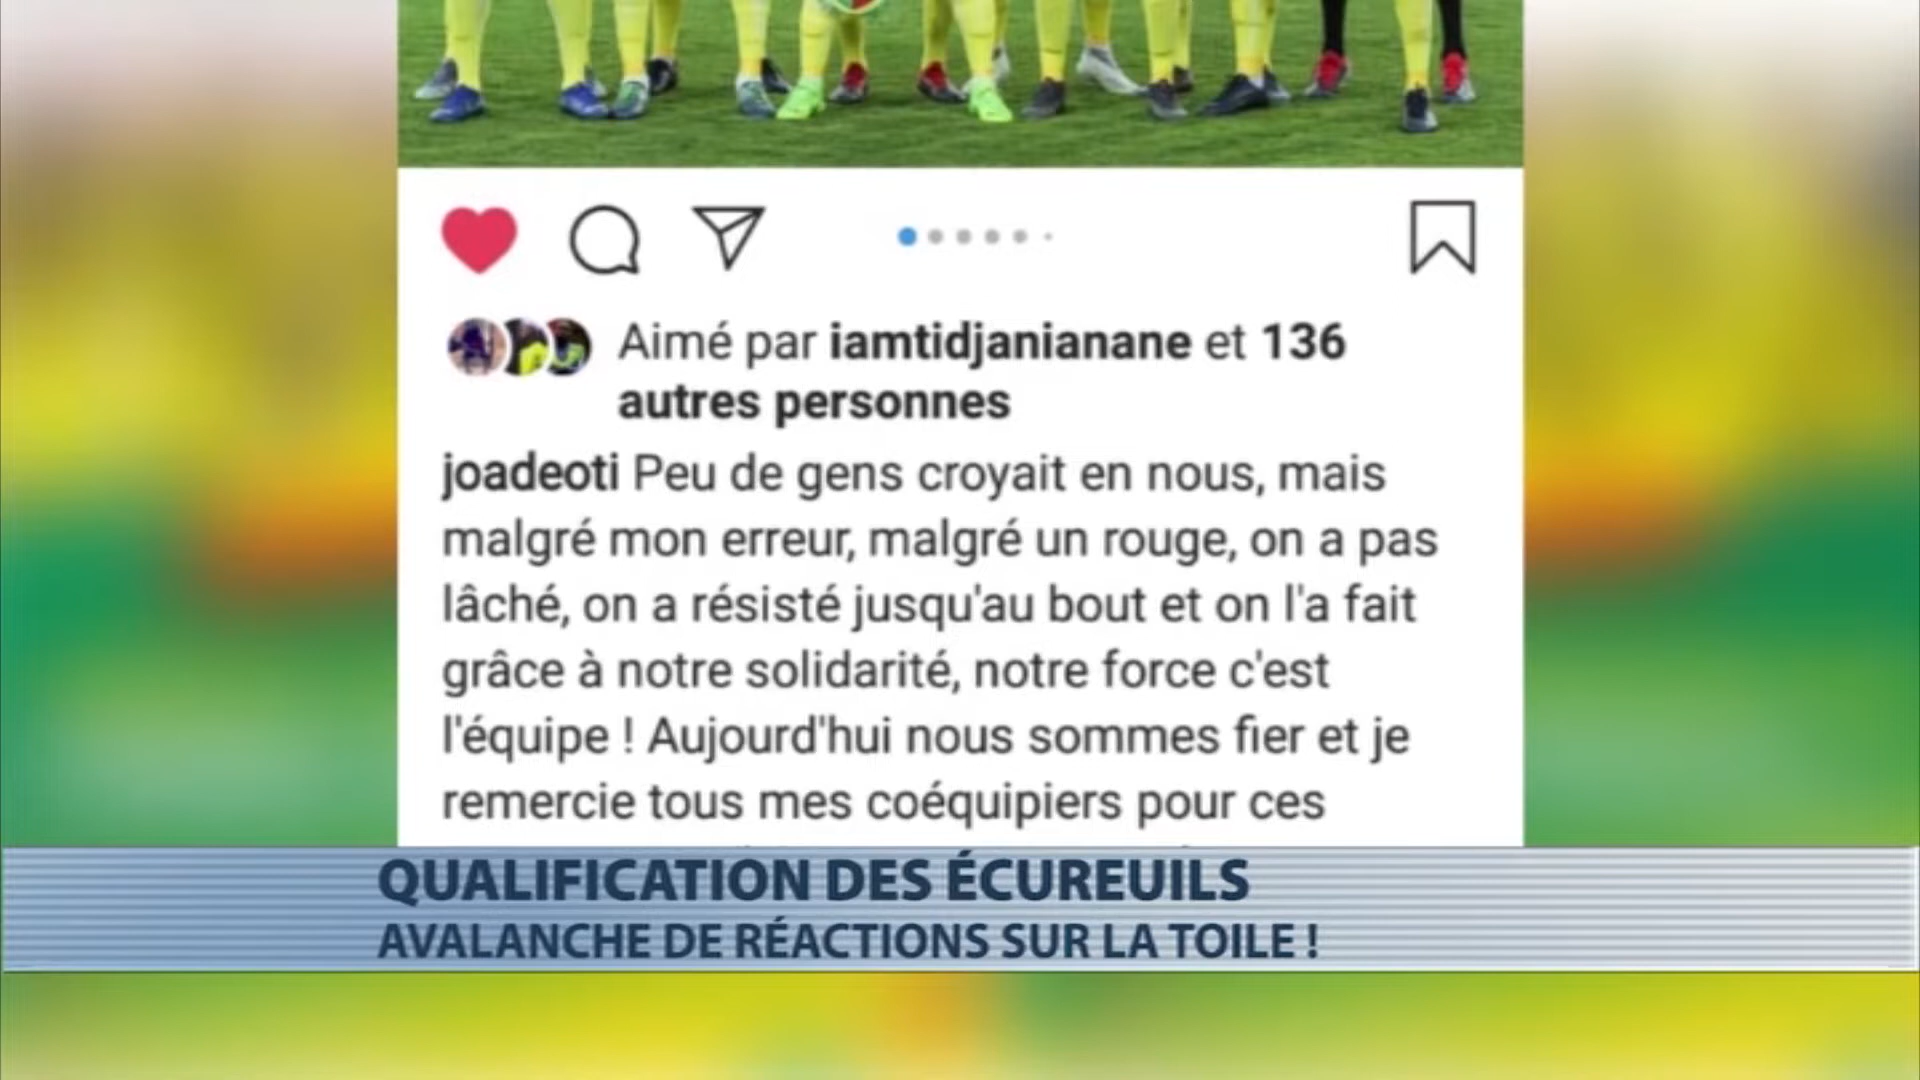 Aimé par iamtidjanianane et 136
autres personnes
joadeoti Peu de gens croyait en nous, mais
malgré mon erreur, malgré un rouge, on a pas
lâché, on a résisté jusqu'au bout et on l'a fait
grâce à notre solidarité, notre force c'est
l'équipe ! Aujourd'hui nous sommes fier et je
remercie tous mes coéquipiers pour ces
QUALIFICATION DES ÉCUREUILS
AVALANCHE DE RÉACTIONS SUR LA TOILE !